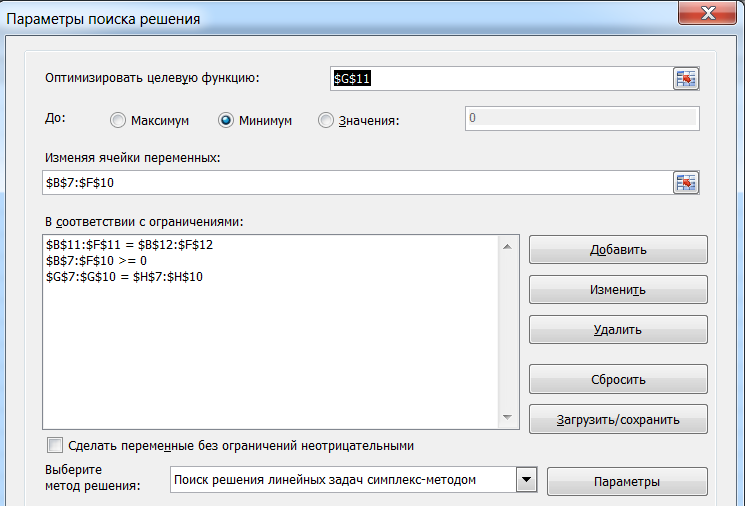 Параметры поиска решения
Оптимизировать целевую функцию: $G$11
До: Максимум Минимум Значения: 0
Изменяя ячейки переменных:
$B$7:$F$10
В соответствии с ограничениями:
$B$11:$F$11 = $B$12:$F$12
$B$7:$F$10 >= 0
$G$7:$G$10 = $H$7:$H$10
Добавить
Изменить
Удалить
Сбросить
Загрузить/сохранить
Сделать переменные без ограничений неотрицательными
Выберите
метод решения:
Поиск решения линейных задач симплекс-методом
Параметры